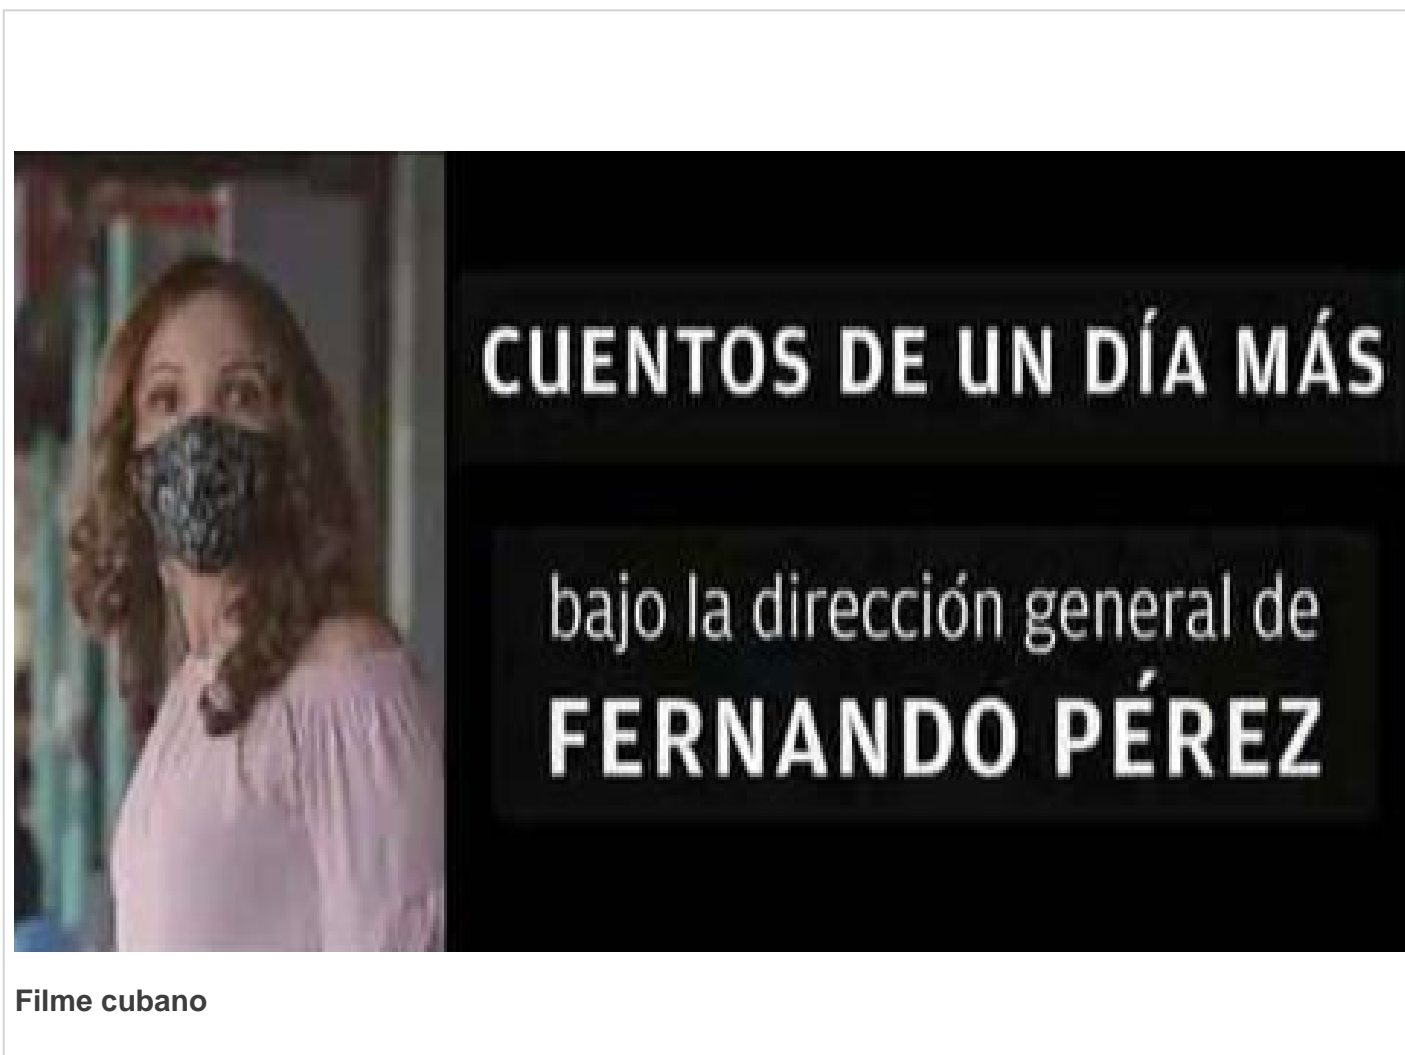 CUENTOS DE UN DÍA MÁS
bajo la dirección general de
FERNANDO PÉREZ
Filme cubano